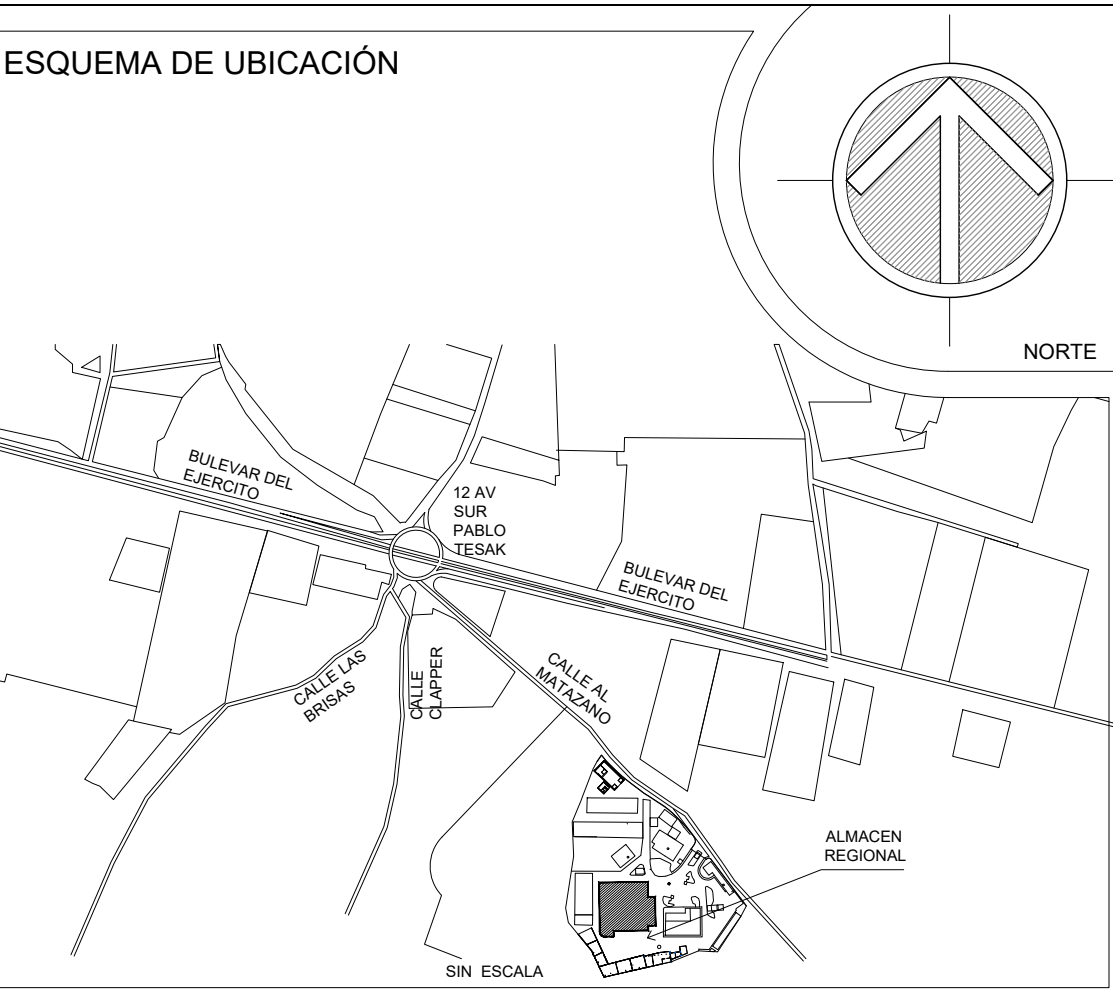 ESQUEMA DE UBICACIÓN
NORTE
BULEVAR DEL
EJERCITO
12 AV
SUR
PABLO
TESAK
BULEVAR DEL
EJERCITO
CALLE LAS
BRISAS
CALLE
CLAPPER
CALLE AL
MATAZANO
ALMACEN
REGIONAL
SIN ESCALA